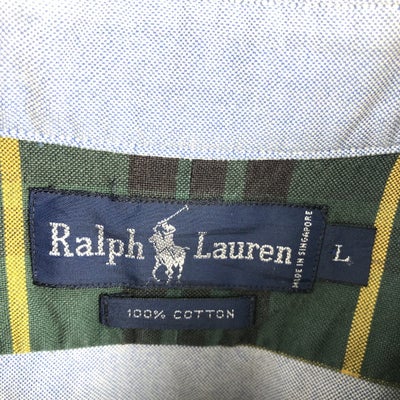 Ralph Lauren
MADE IN SINGAPORE
L
100% COTTON